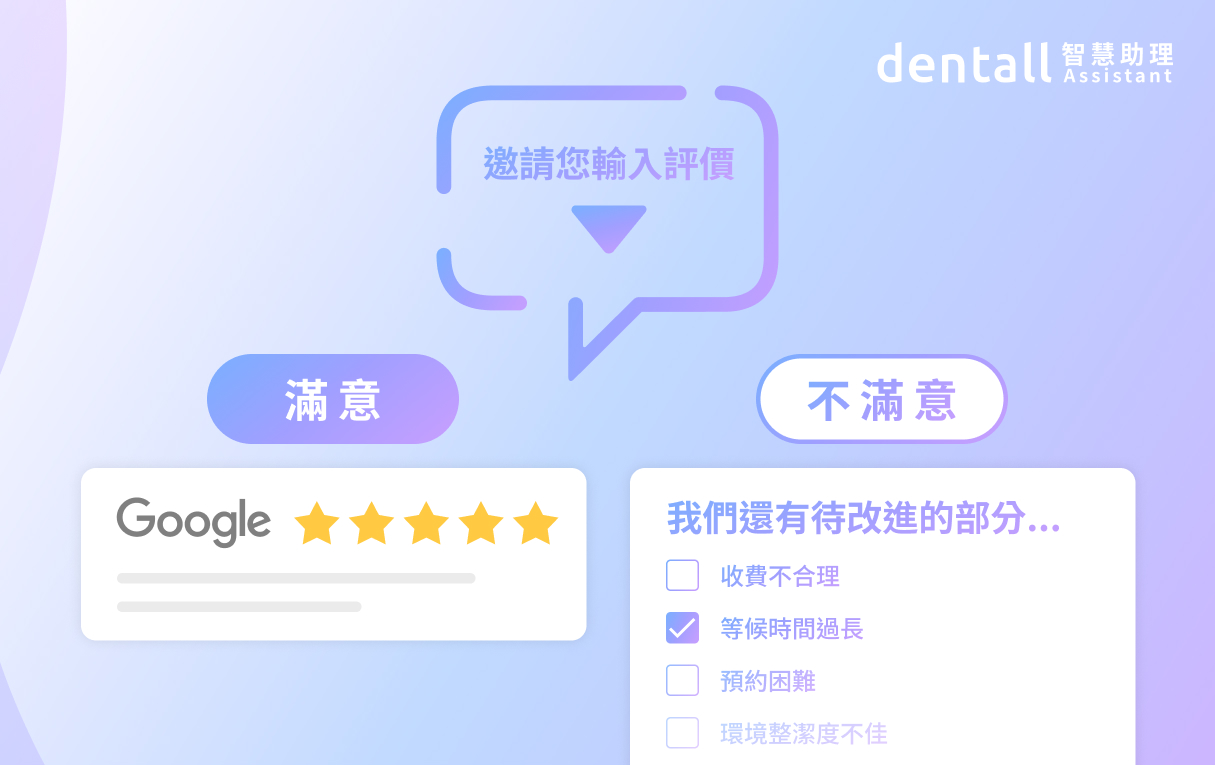 dentall 智慧助理
Assistant
邀請您輸入評價
滿意
不滿意
Google
我們還有待改進的部分...
收費不合理
等候時間過長
預約困難
環境整潔度不佳